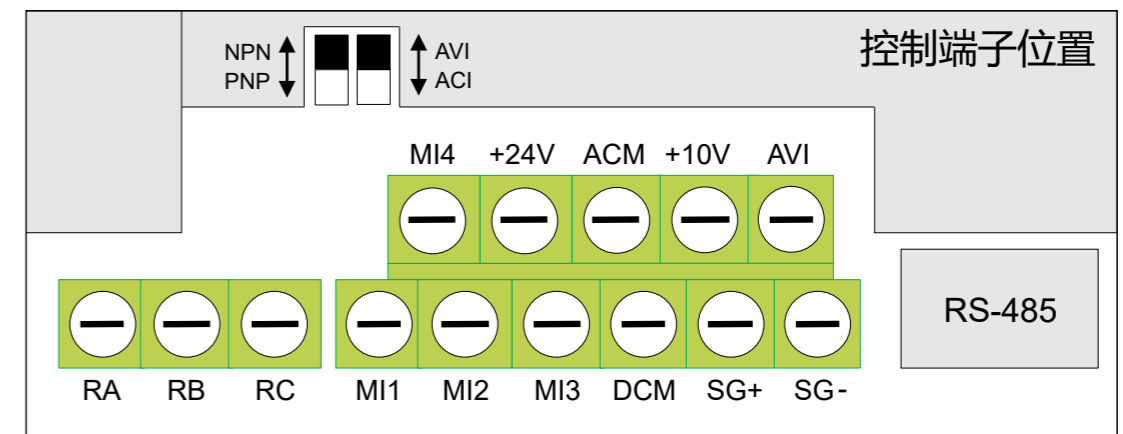 控制端子位置
NPN
PNP
AVI
ACI
MI4 +24V ACM +10V AVI
RS-485
RA RB RC MI1 MI2 MI3 DCM SG+ SG-